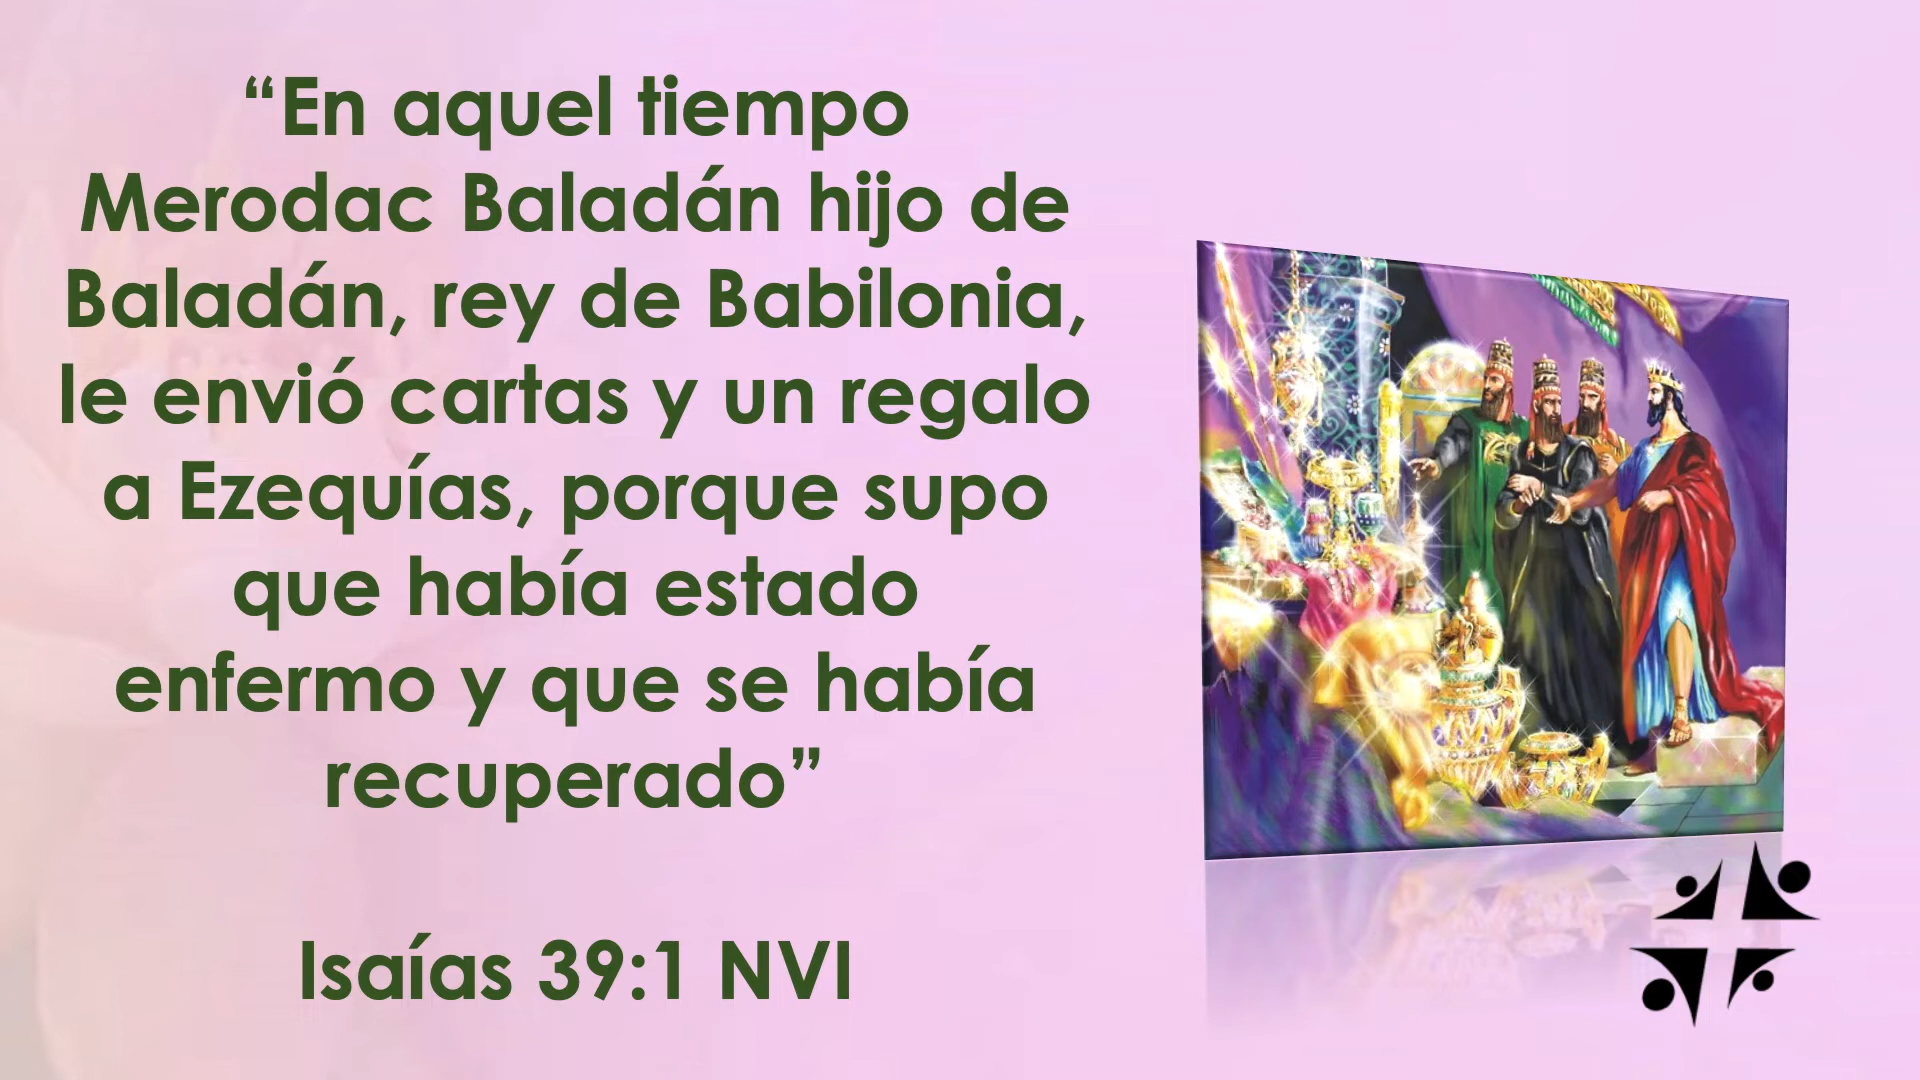 “En aquel tiempo
Merodac Baladán hijo de
Baladán, rey de Babilonia,
le envió cartas y un regalo
a Ezequías, porque supo
que había estado
enfermo y que se había
recuperado”
Isaías 39:1 NVI